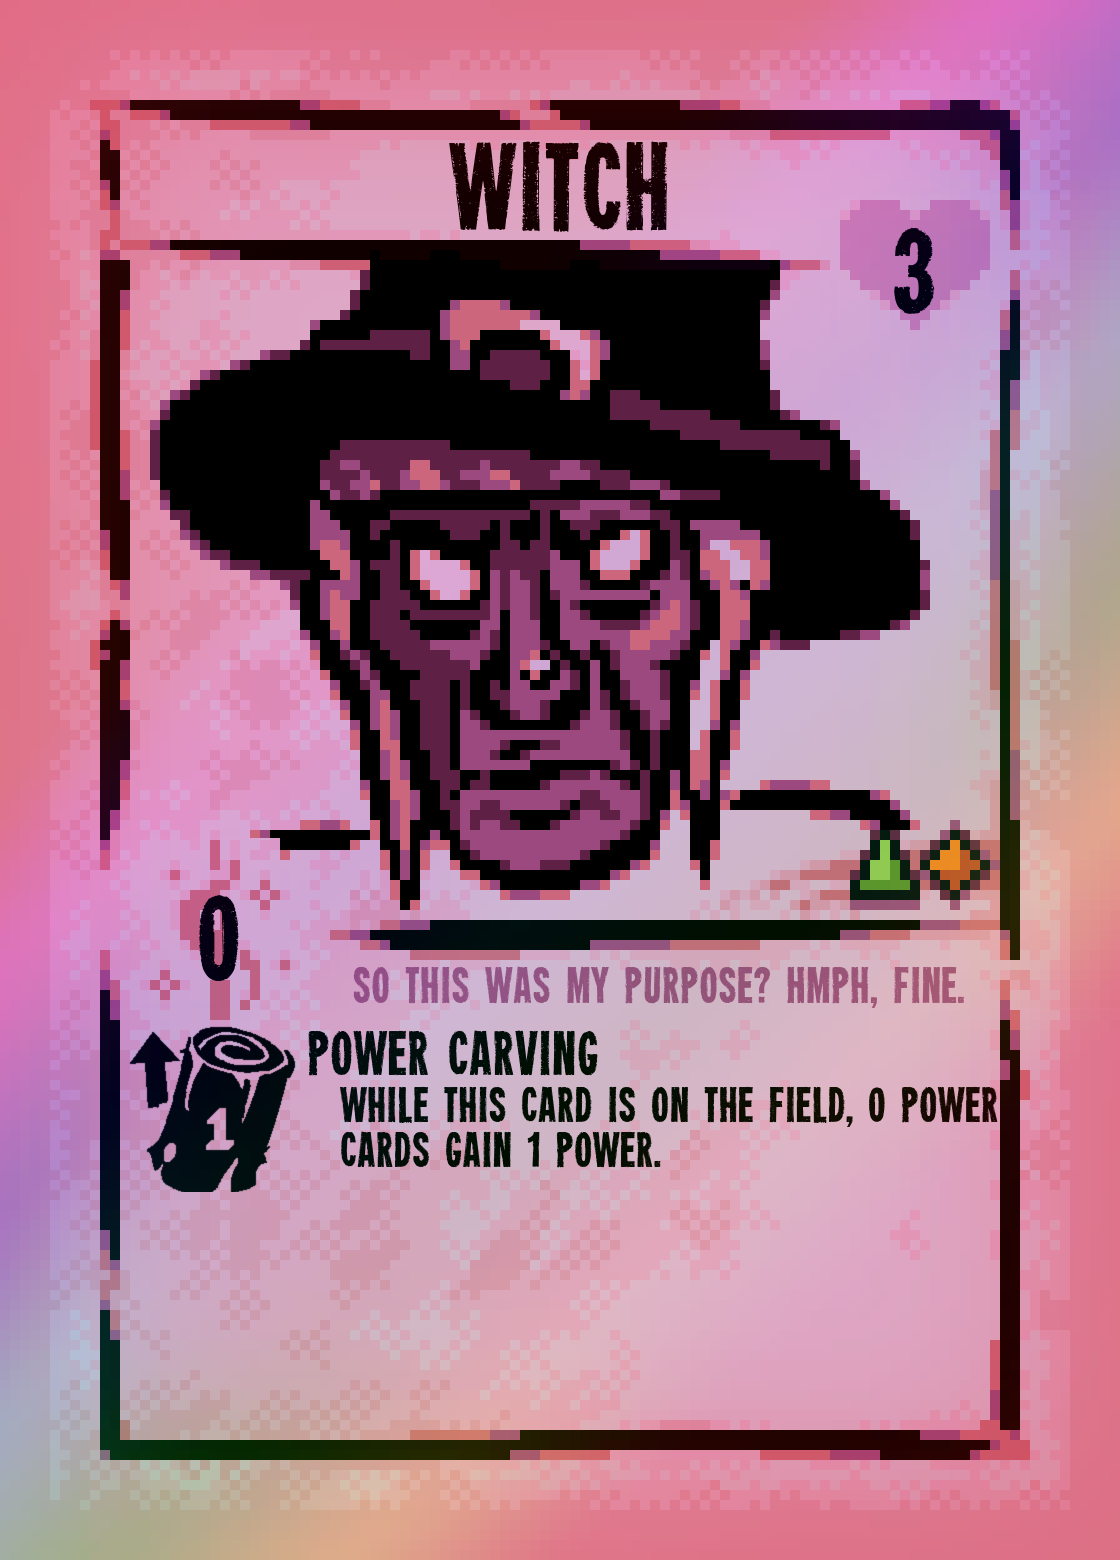 WITCH
3
0
SO THIS WAS MY PURPOSE? HMPH, FINE.
1
POWER CARVING
WHILE THIS CARD IS ON THE FIELD, 0 POWER
CARDS GAIN 1 POWER.